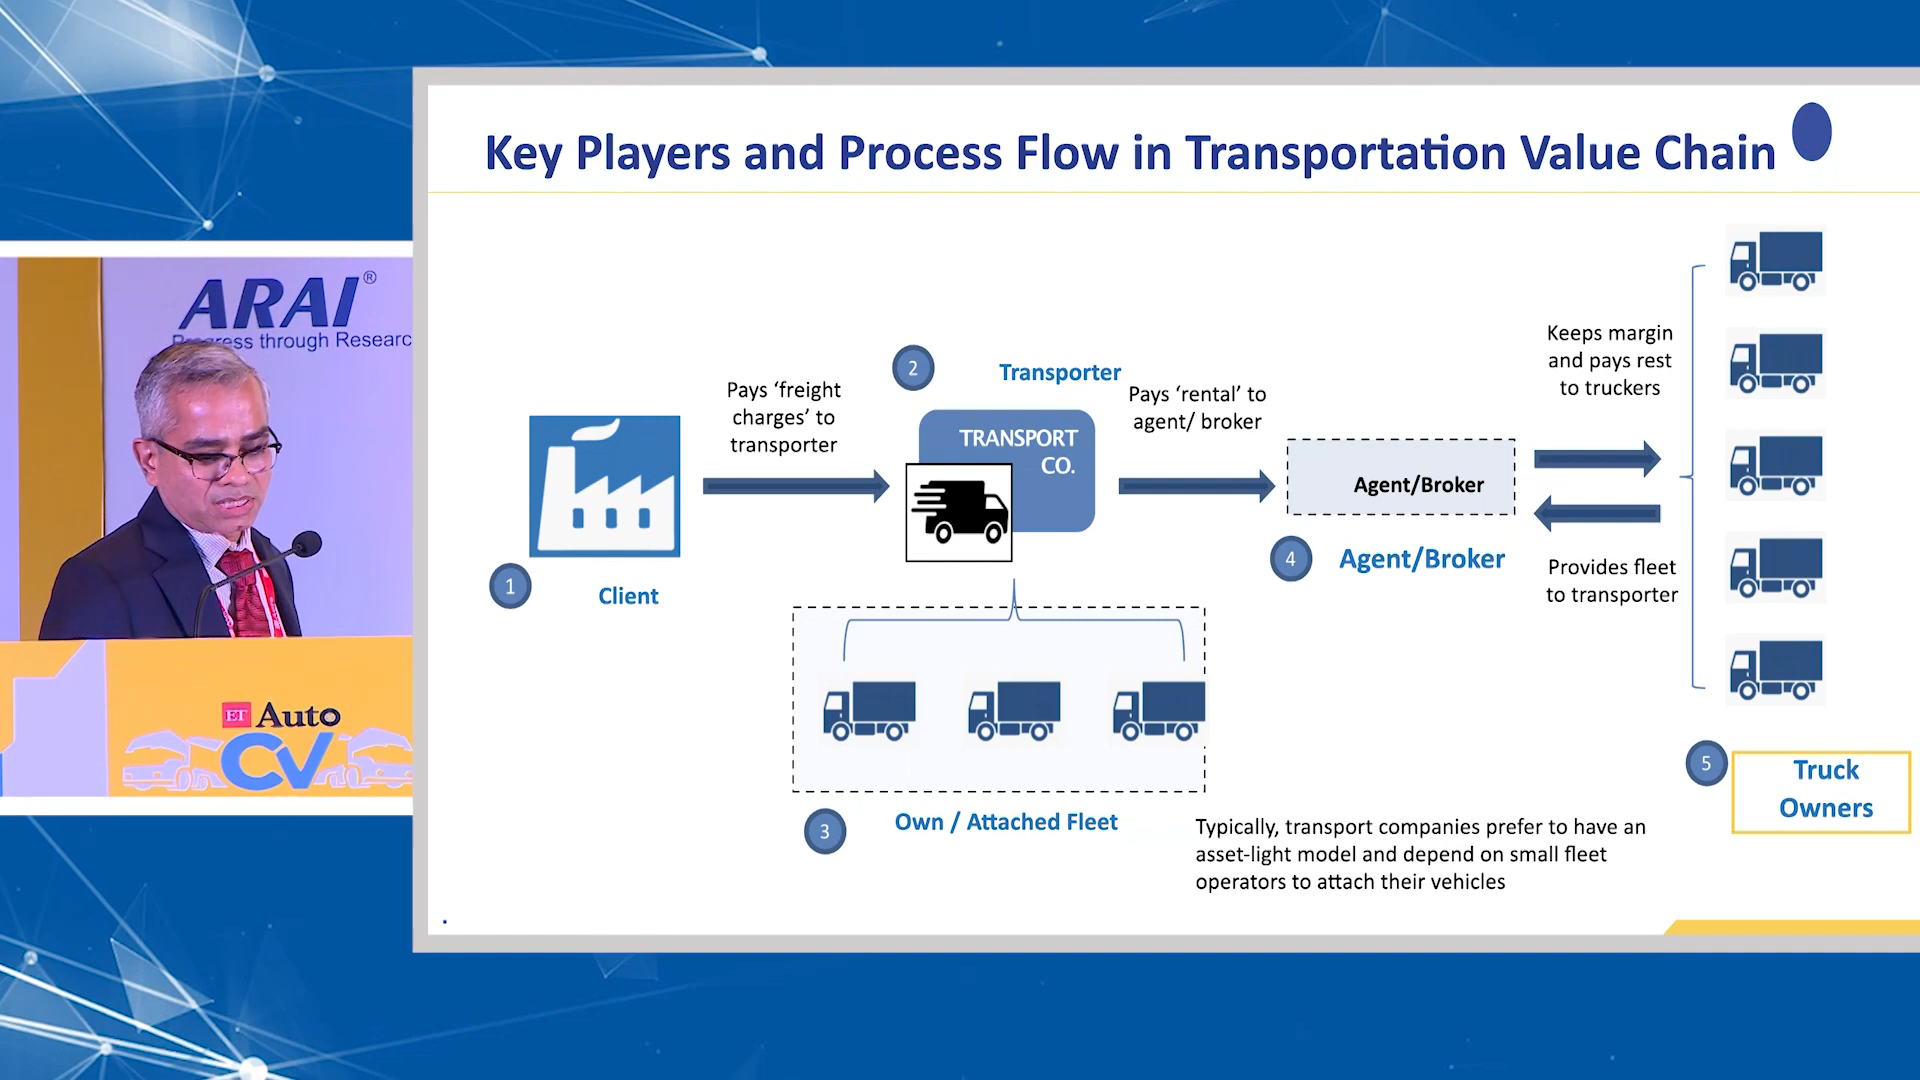 Key Players and Process Flow in Transportation Value Chain
ARAI®
Progress through Researc
ET Auto
CV
1
Client
Pays ‘freight
charges’ to
transporter
2
Transporter
TRANSPORT
CO.
3
Own / Attached Fleet
Pays ‘rental’ to
agent/ broker
Agent/Broker
4
Agent/Broker
Keeps margin
and pays rest
to truckers
Provides fleet
to transporter
5
Truck
Owners
Typically, transport companies prefer to have an
asset-light model and depend on small fleet
operators to attach their vehicles